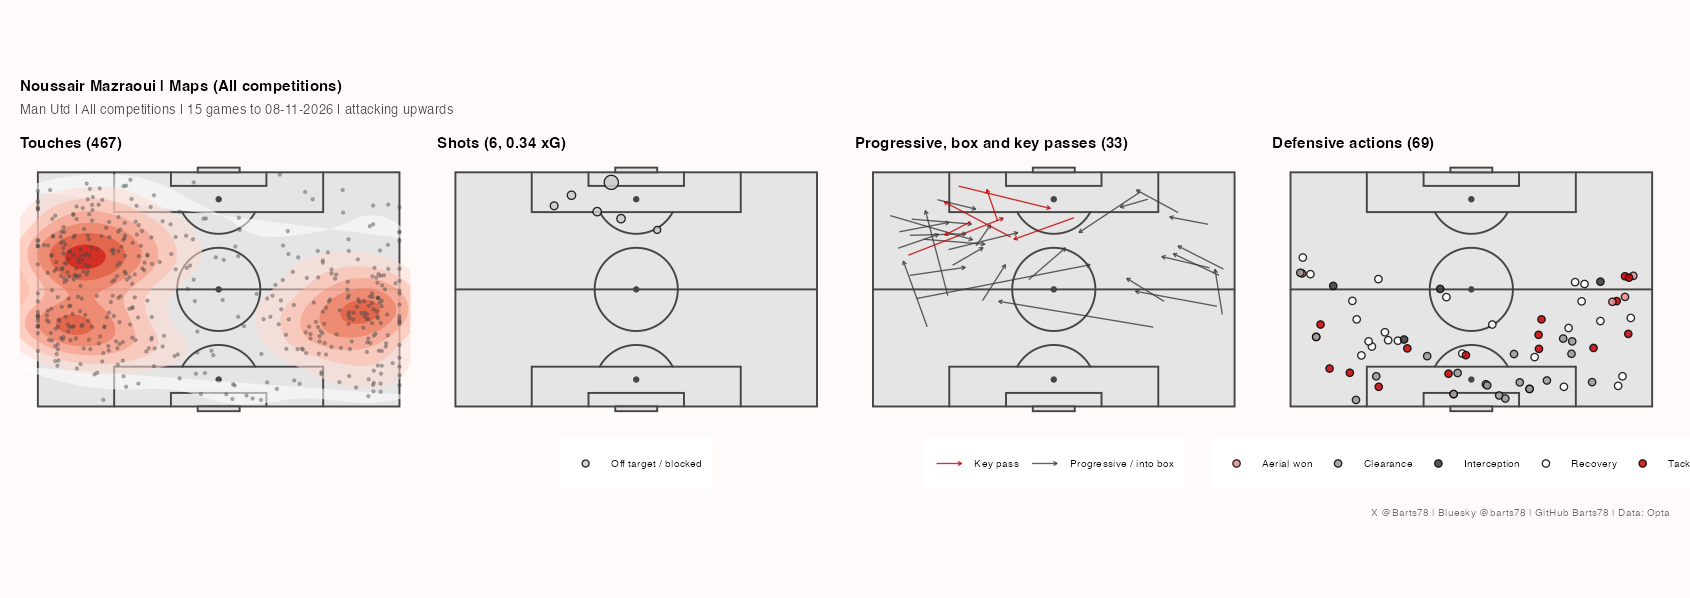 Noussair Mazraoui | Maps (All competitions)
Man Utd | All competitions | 15 games to 08-11-2026 | attacking upwards
Touches (467)
Shots (6, 0.34 xG)
Progressive, box and key passes (33)
Defensive actions (69)
Off target / blocked
Key pass
Progressive / into box
Aerial won
Clearance
Interception
Recovery
Tack
X @Barts78 | Bluesky @barts78 | GitHub Barts78 | Data: Opta